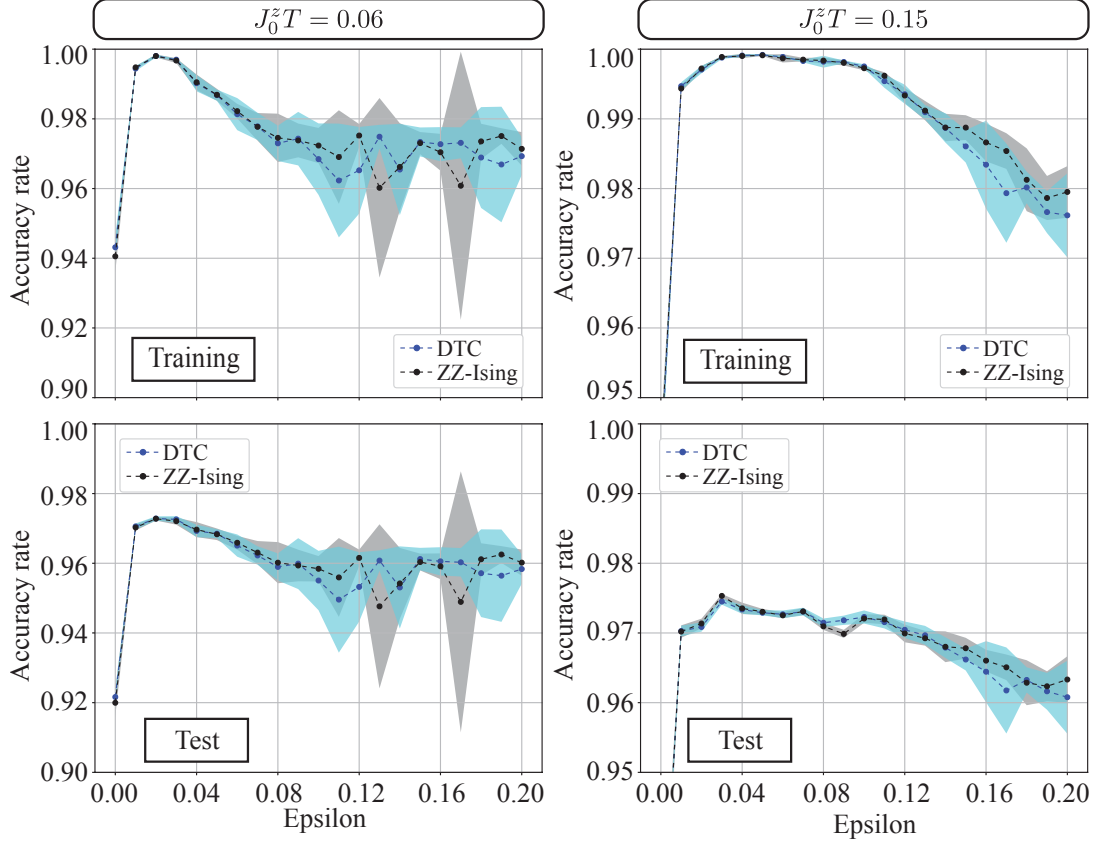 J₀ᶻT = 0.06
J₀ᶻT = 0.15
Accuracy rate
1.00
0.98
0.96
0.94
0.92
0.90
Training
DTC
ZZ-Ising
Accuracy rate
1.00
0.99
0.98
0.97
0.96
0.95
Training
DTC
ZZ-Ising
Accuracy rate
1.00
0.98
0.96
0.94
0.92
0.90
DTC
ZZ-Ising
Test
0.00 0.04 0.08 0.12 0.16 0.20
Epsilon
Accuracy rate
1.00
0.99
0.98
0.97
0.96
0.95
DTC
ZZ-Ising
Test
0.00 0.04 0.08 0.12 0.16 0.20
Epsilon